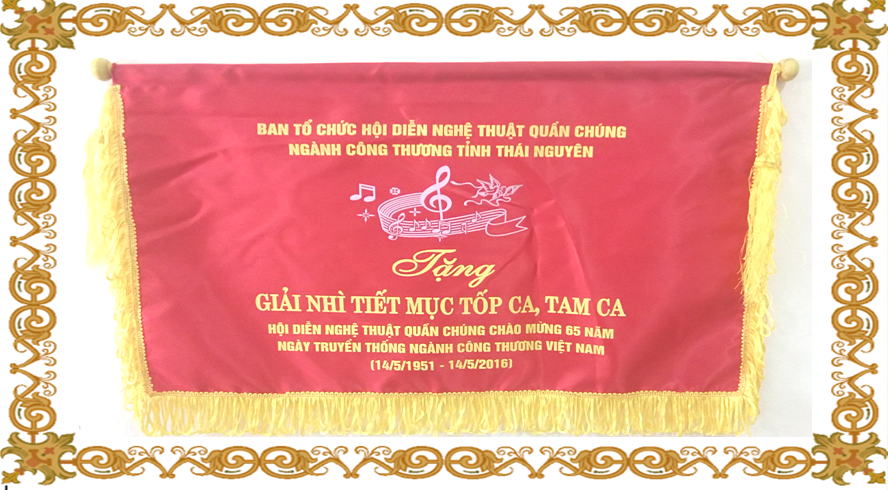 BAN TỔ CHỨC HỘI DIỄN NGHỆ THUẬT QUẦN CHÚNG
NGÀNH CÔNG THƯƠNG TỈNH THÁI NGUYÊN
Tặng
GIẢI NHÌ TIẾT MỤC TỐP CA, TAM CA
HỘI DIỄN NGHỆ THUẬT QUẦN CHÚNG CHÀO MỪNG 65 NĂM
NGÀY TRUYỀN THỐNG NGÀNH CÔNG THƯƠNG VIỆT NAM
(14/5/1951 - 14/5/2016)